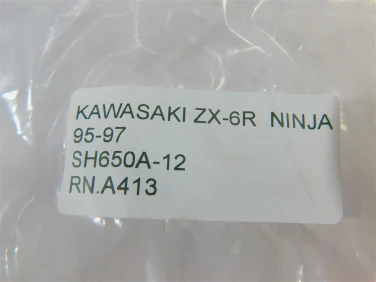 KAWASAKI ZX-6R NINJA
95-97
SH650A-12
RN.A413